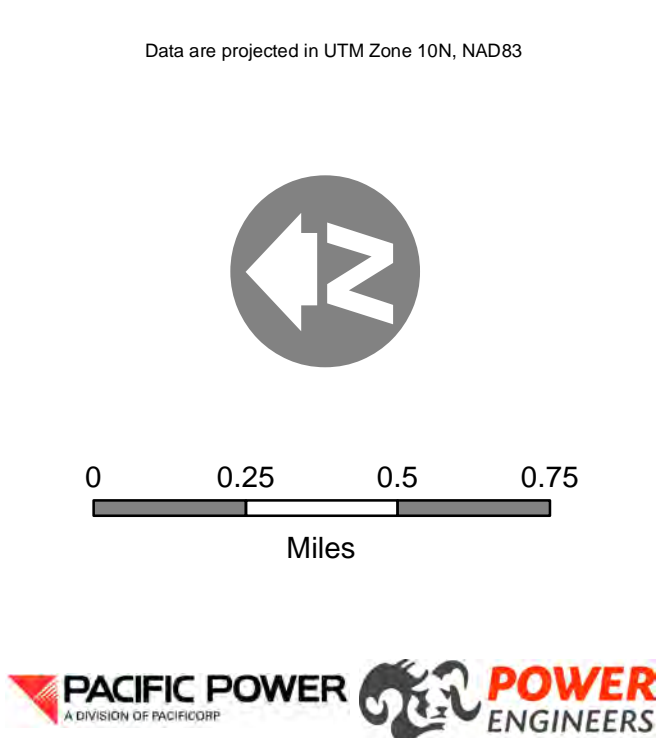 Data are projected in UTM Zone 10N, NAD83
N
0 0.25 0.5 0.75
Miles
PACIFIC POWER
A DIVISION OF PACIFICORP
POWER
ENGINEERS